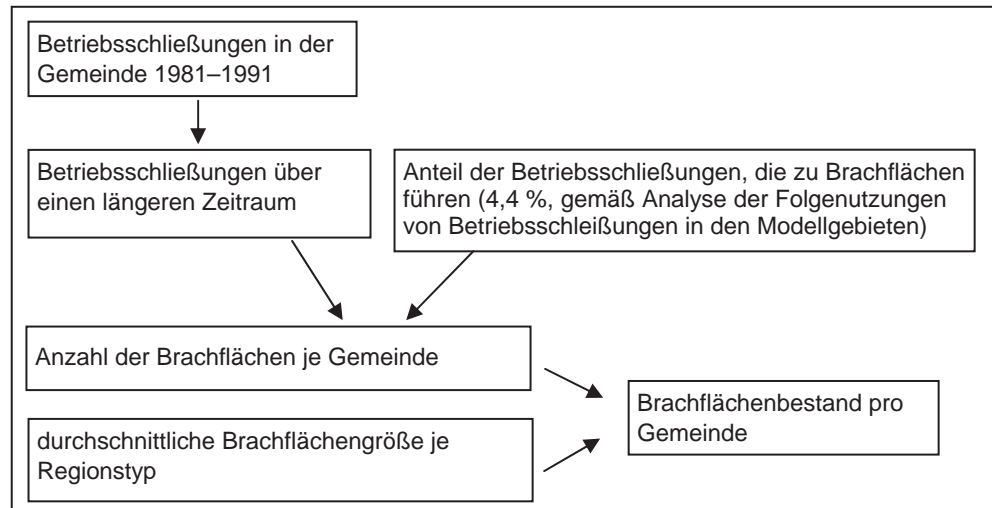 Betriebsschließungen in der
Gemeinde 1981–1991
Betriebsschließungen über
einen längeren Zeitraum
Anteil der Betriebsschließungen, die zu Brachflächen
führen (4,4 %, gemäß Analyse der Folgenutzungen
von Betriebsschleißungen in den Modellgebieten)
Anzahl der Brachflächen je Gemeinde
durchschnittliche Brachflächengröße je
Regionstyp
Brachflächenbestand pro
Gemeinde